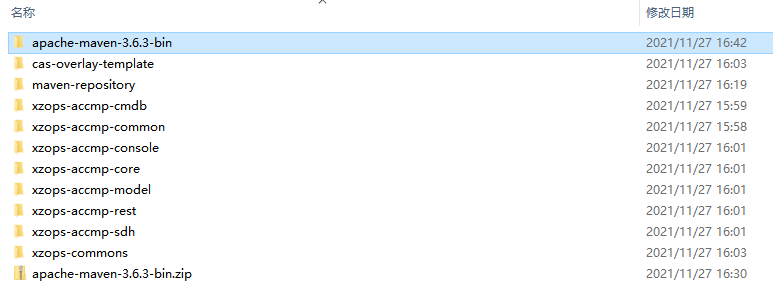 名称 修改日期
apache-maven-3.6.3-bin 2021/11/27 16:42
cas-overlay-template 2021/11/27 16:03
maven-repository 2021/11/27 16:19
xzops-accmp-cmdb 2021/11/27 15:59
xzops-accmp-common 2021/11/27 15:58
xzops-accmp-console 2021/11/27 16:01
xzops-accmp-core 2021/11/27 16:01
xzops-accmp-model 2021/11/27 16:01
xzops-accmp-rest 2021/11/27 16:01
xzops-accmp-sdh 2021/11/27 16:01
xzops-commons 2021/11/27 16:03
apache-maven-3.6.3-bin.zip 2021/11/27 16:30